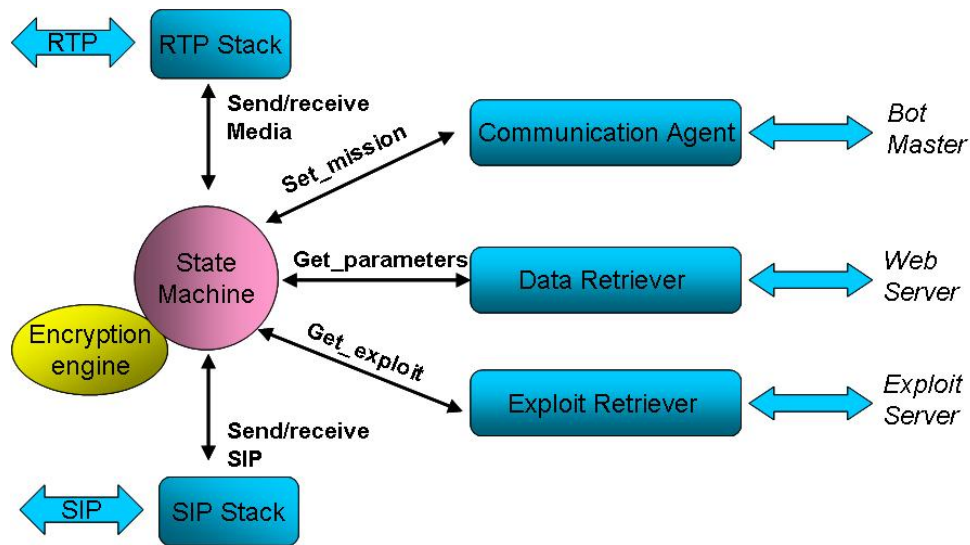 RTP
RTP Stack
Send/receive
Media
Set_mission
Communication Agent
Bot
Master
State
Machine
Get_parameters
Data Retriever
Web
Server
Encryption
engine
Get_exploit
Exploit Retriever
Exploit
Server
Send/receive
SIP
SIP
SIP Stack